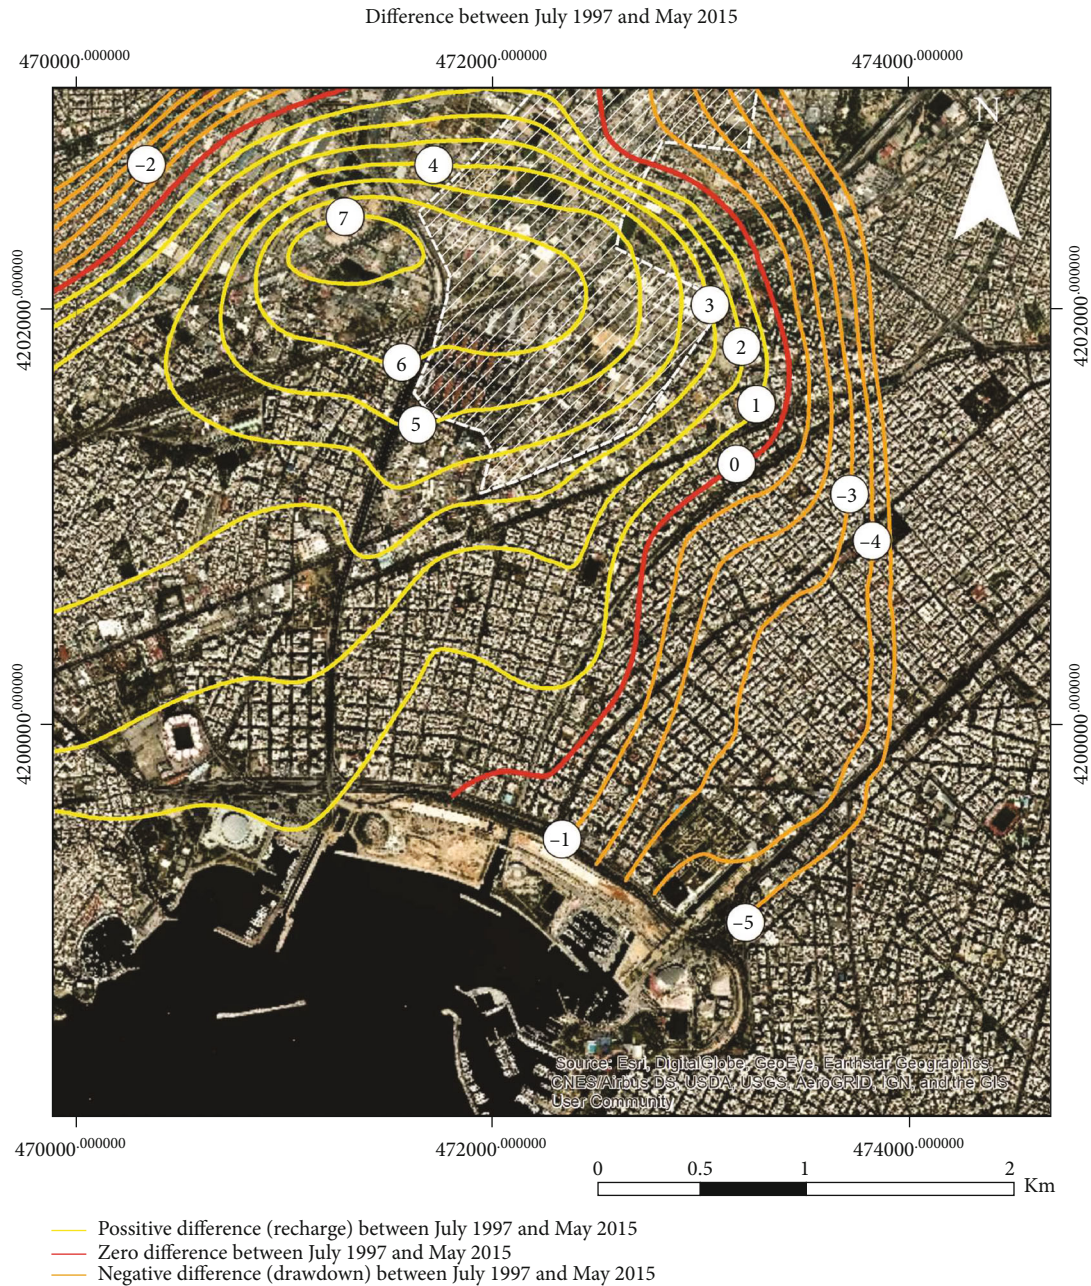 Difference between July 1997 and May 2015
470000.000000 472000.000000 474000.000000
N
–2
4
7
4202000.000000
4202000.000000
3
2
6
1
5
0
–3
–4
4200000.000000
4200000.000000
–1
–5
Source: Esri, DigitalGlobe, GeoEye, Earthstar Geographics,
CNES/Airbus DS, USDA, USGS, AeroGRID, IGN, and the GIS
User Community
470000.000000 472000.000000 474000.000000
0 0.5 1 2
Km
Possitive difference (recharge) between July 1997 and May 2015
Zero difference between July 1997 and May 2015
Negative difference (drawdown) between July 1997 and May 2015